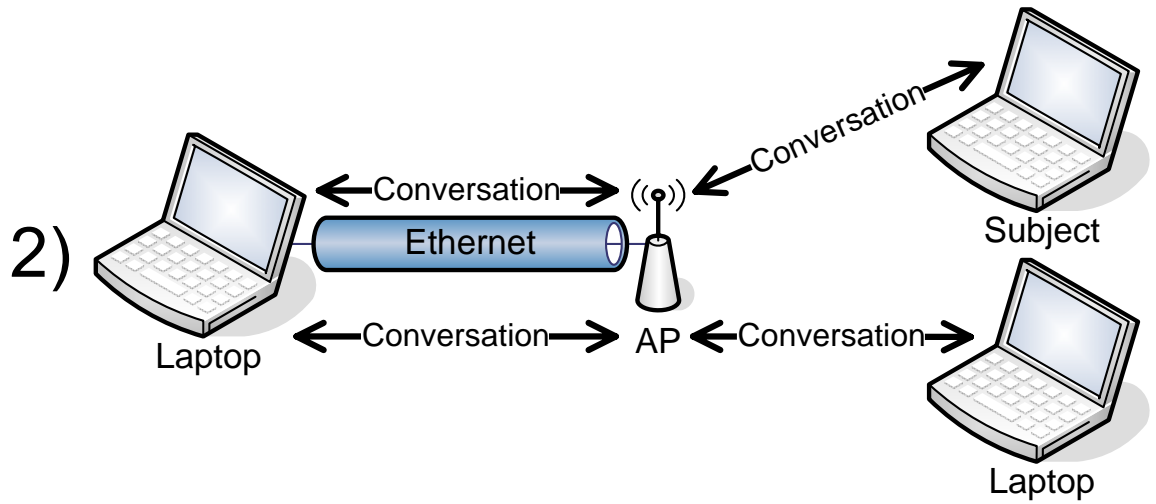 Conversation
Subject
Conversation
Ethernet
2)
Laptop
Conversation
AP
Conversation
Laptop